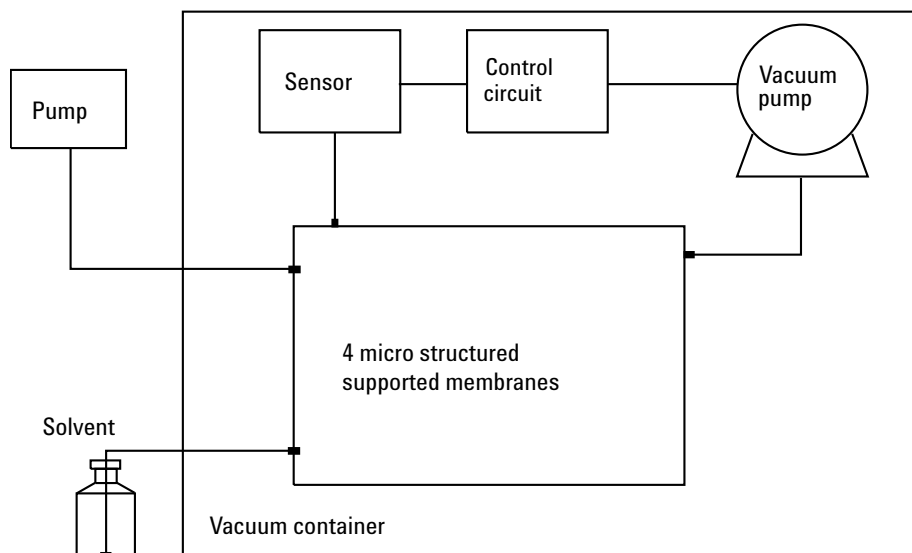 Pump
Sensor
Control
circuit
Vacuum
pump
4 micro structured
supported membranes
Solvent
Vacuum container